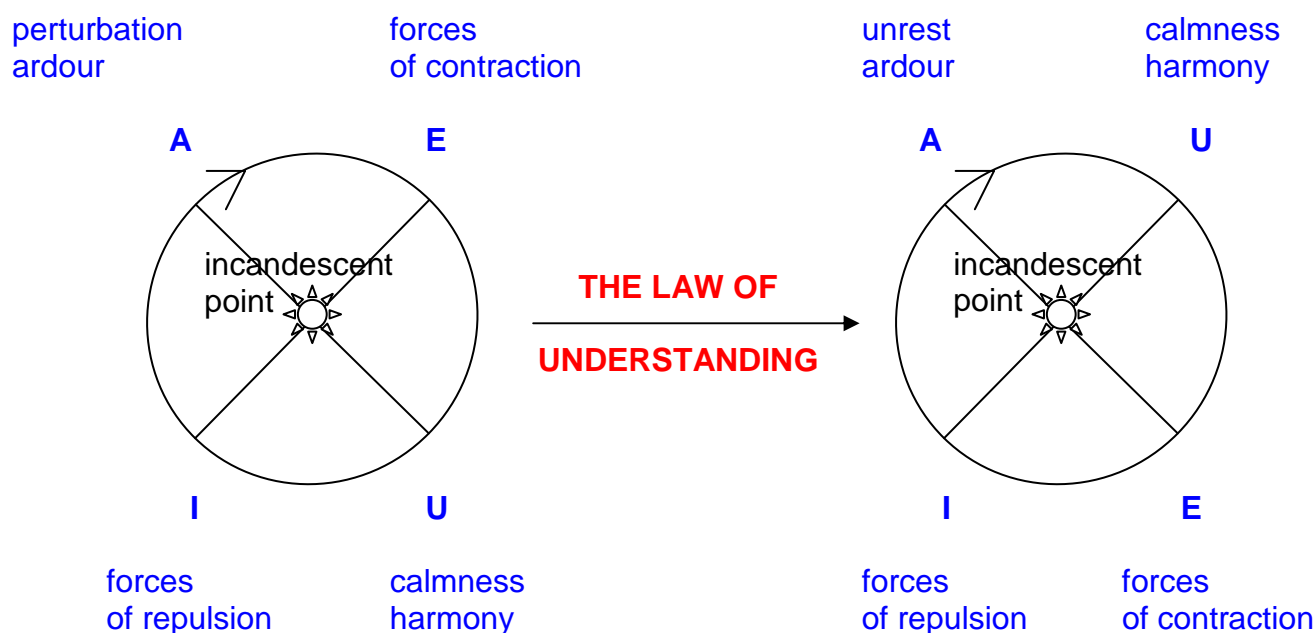 perturbation
ardour
forces
of contraction
A
E
incandescent
point
I
U
forces
of repulsion
calmness
harmony
THE LAW OF
UNDERSTANDING
unrest
ardour
calmness
harmony
A
U
incandescent
point
I
E
forces
of repulsion
forces
of contraction